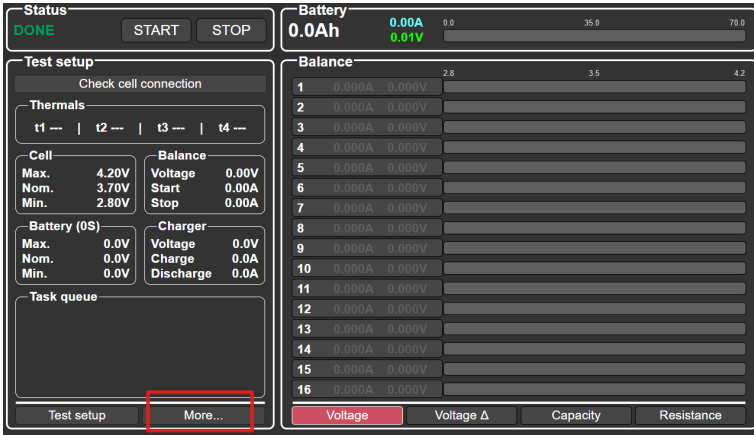 Status
DONE START STOP
Battery
0.0Ah 0.00A 0.01V
0.0 35.0 70.0
Test setup
Check cell connection
Thermals
t1 --- | t2 --- | t3 --- | t4 ---
Cell
Max. 4.20V
Nom. 3.70V
Min. 2.80V
Balance
Voltage 0.00V
Start 0.00A
Stop 0.00A
Battery (0S)
Max. 0.0V
Nom. 0.0V
Min. 0.0V
Charger
Voltage 0.0V
Charge 0.0A
Discharge 0.0A
Task queue
Test setup More...
Balance
2.8 3.5 4.2
1 0.000A 0.000V
2 0.000A 0.000V
3 0.000A 0.000V
4 0.000A 0.000V
5 0.000A 0.000V
6 0.000A 0.000V
7 0.000A 0.000V
8 0.000A 0.000V
9 0.000A 0.000V
10 0.000A 0.000V
11 0.000A 0.000V
12 0.000A 0.000V
13 0.000A 0.000V
14 0.000A 0.000V
15 0.000A 0.000V
16 0.000A 0.000V
Voltage Voltage Δ Capacity Resistance